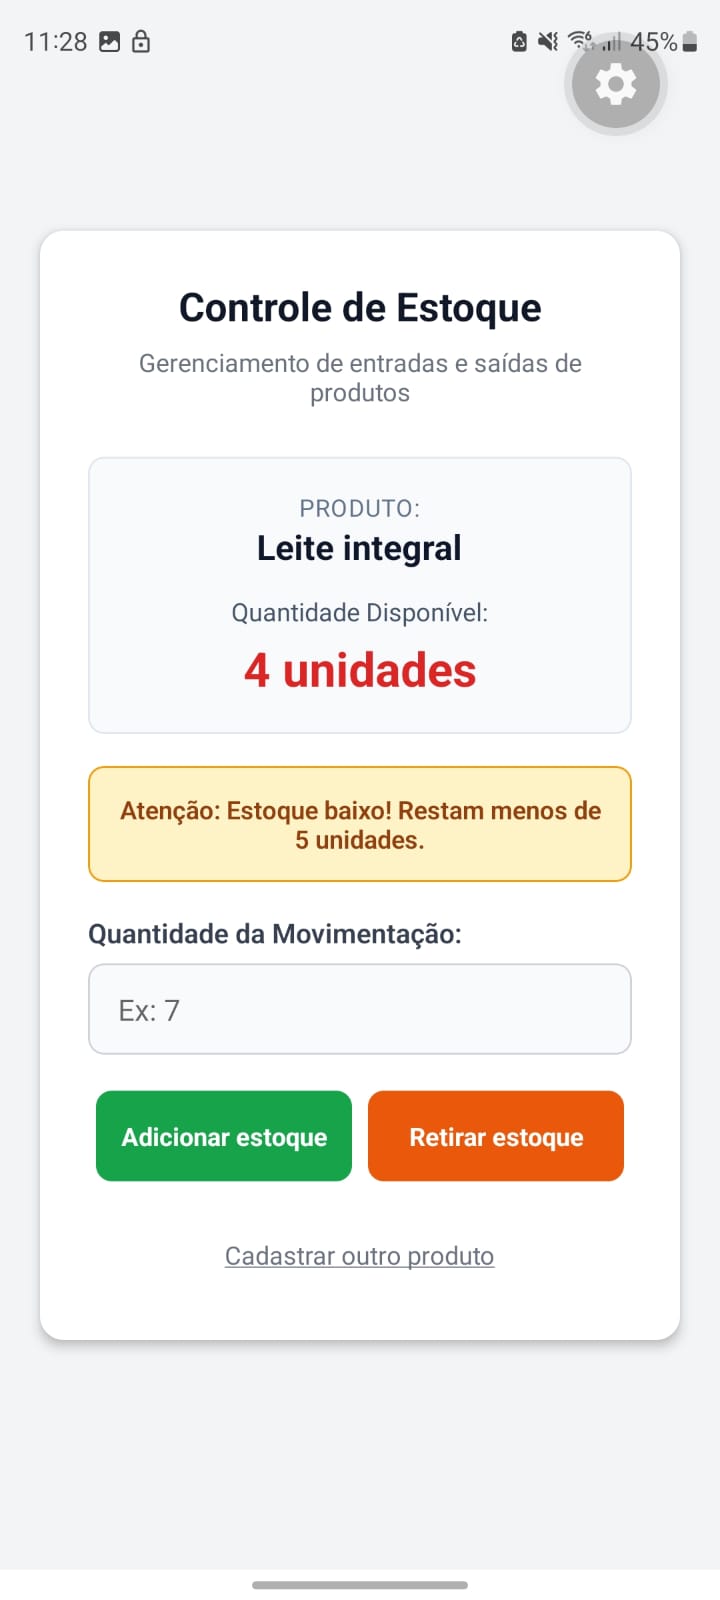 11:28
45%
Controle de Estoque
Gerenciamento de entradas e saídas de
produtos
PRODUTO:
Leite integral
Quantidade Disponível:
4 unidades
Atenção: Estoque baixo! Restam menos de
5 unidades.
Quantidade da Movimentação:
Ex: 7
Adicionar estoque
Retirar estoque
Cadastrar outro produto